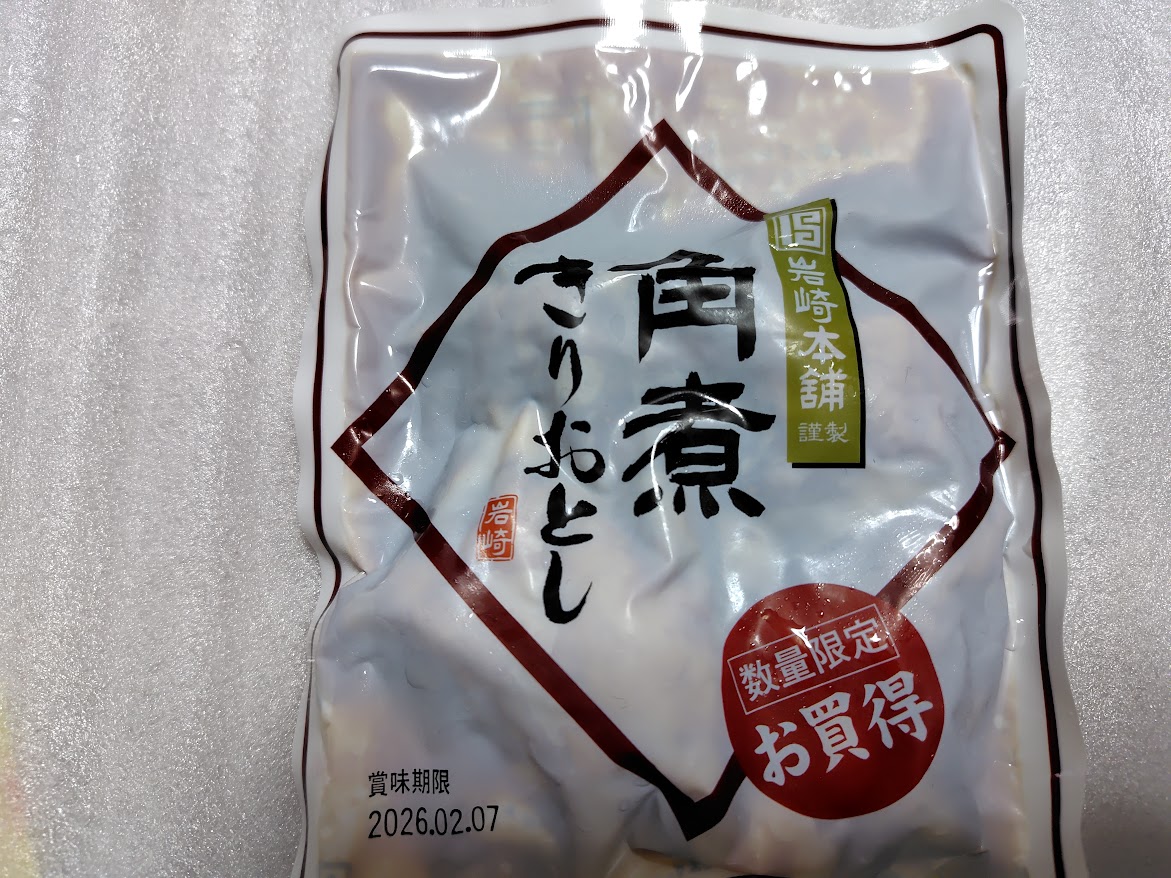 岩崎本舗
謹製
角煮
きりおとし
岩崎
数量限定
お買得
賞味期限
2026.02.07